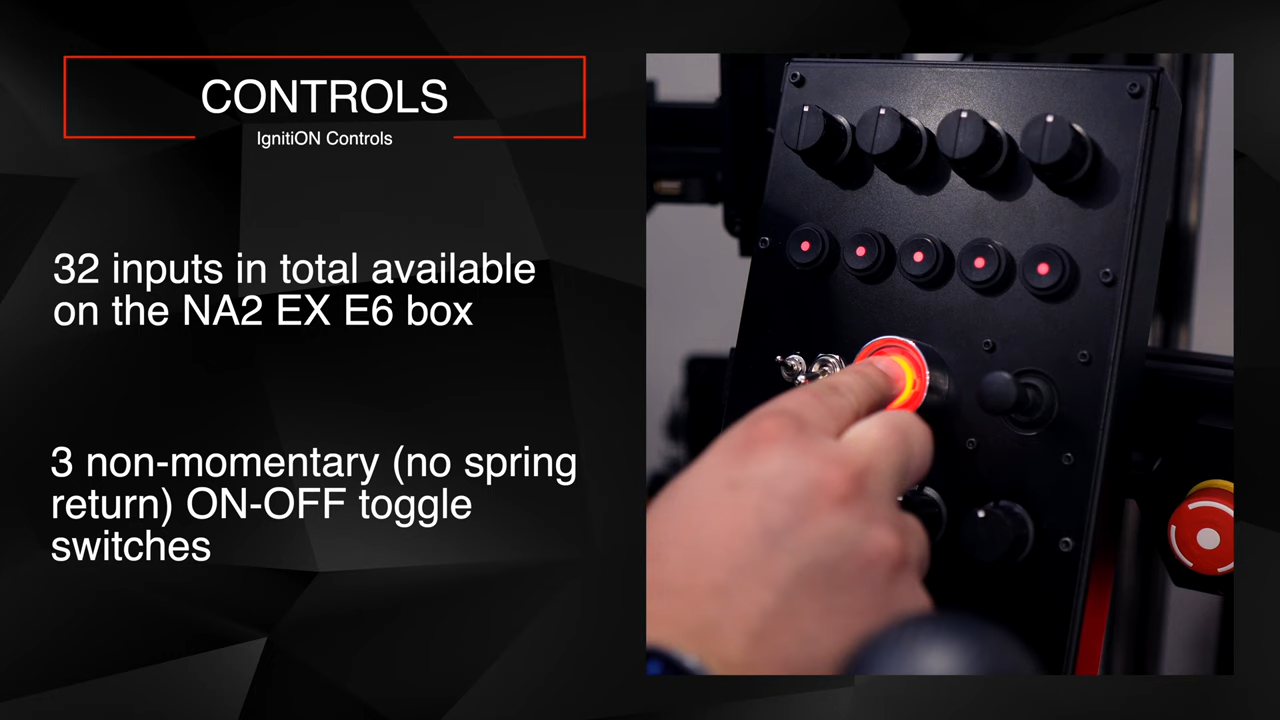 CONTROLS
IgnitiON Controls
32 inputs in total available
on the NA2 EX E6 box
3 non-momentary (no spring
return) ON-OFF toggle
switches